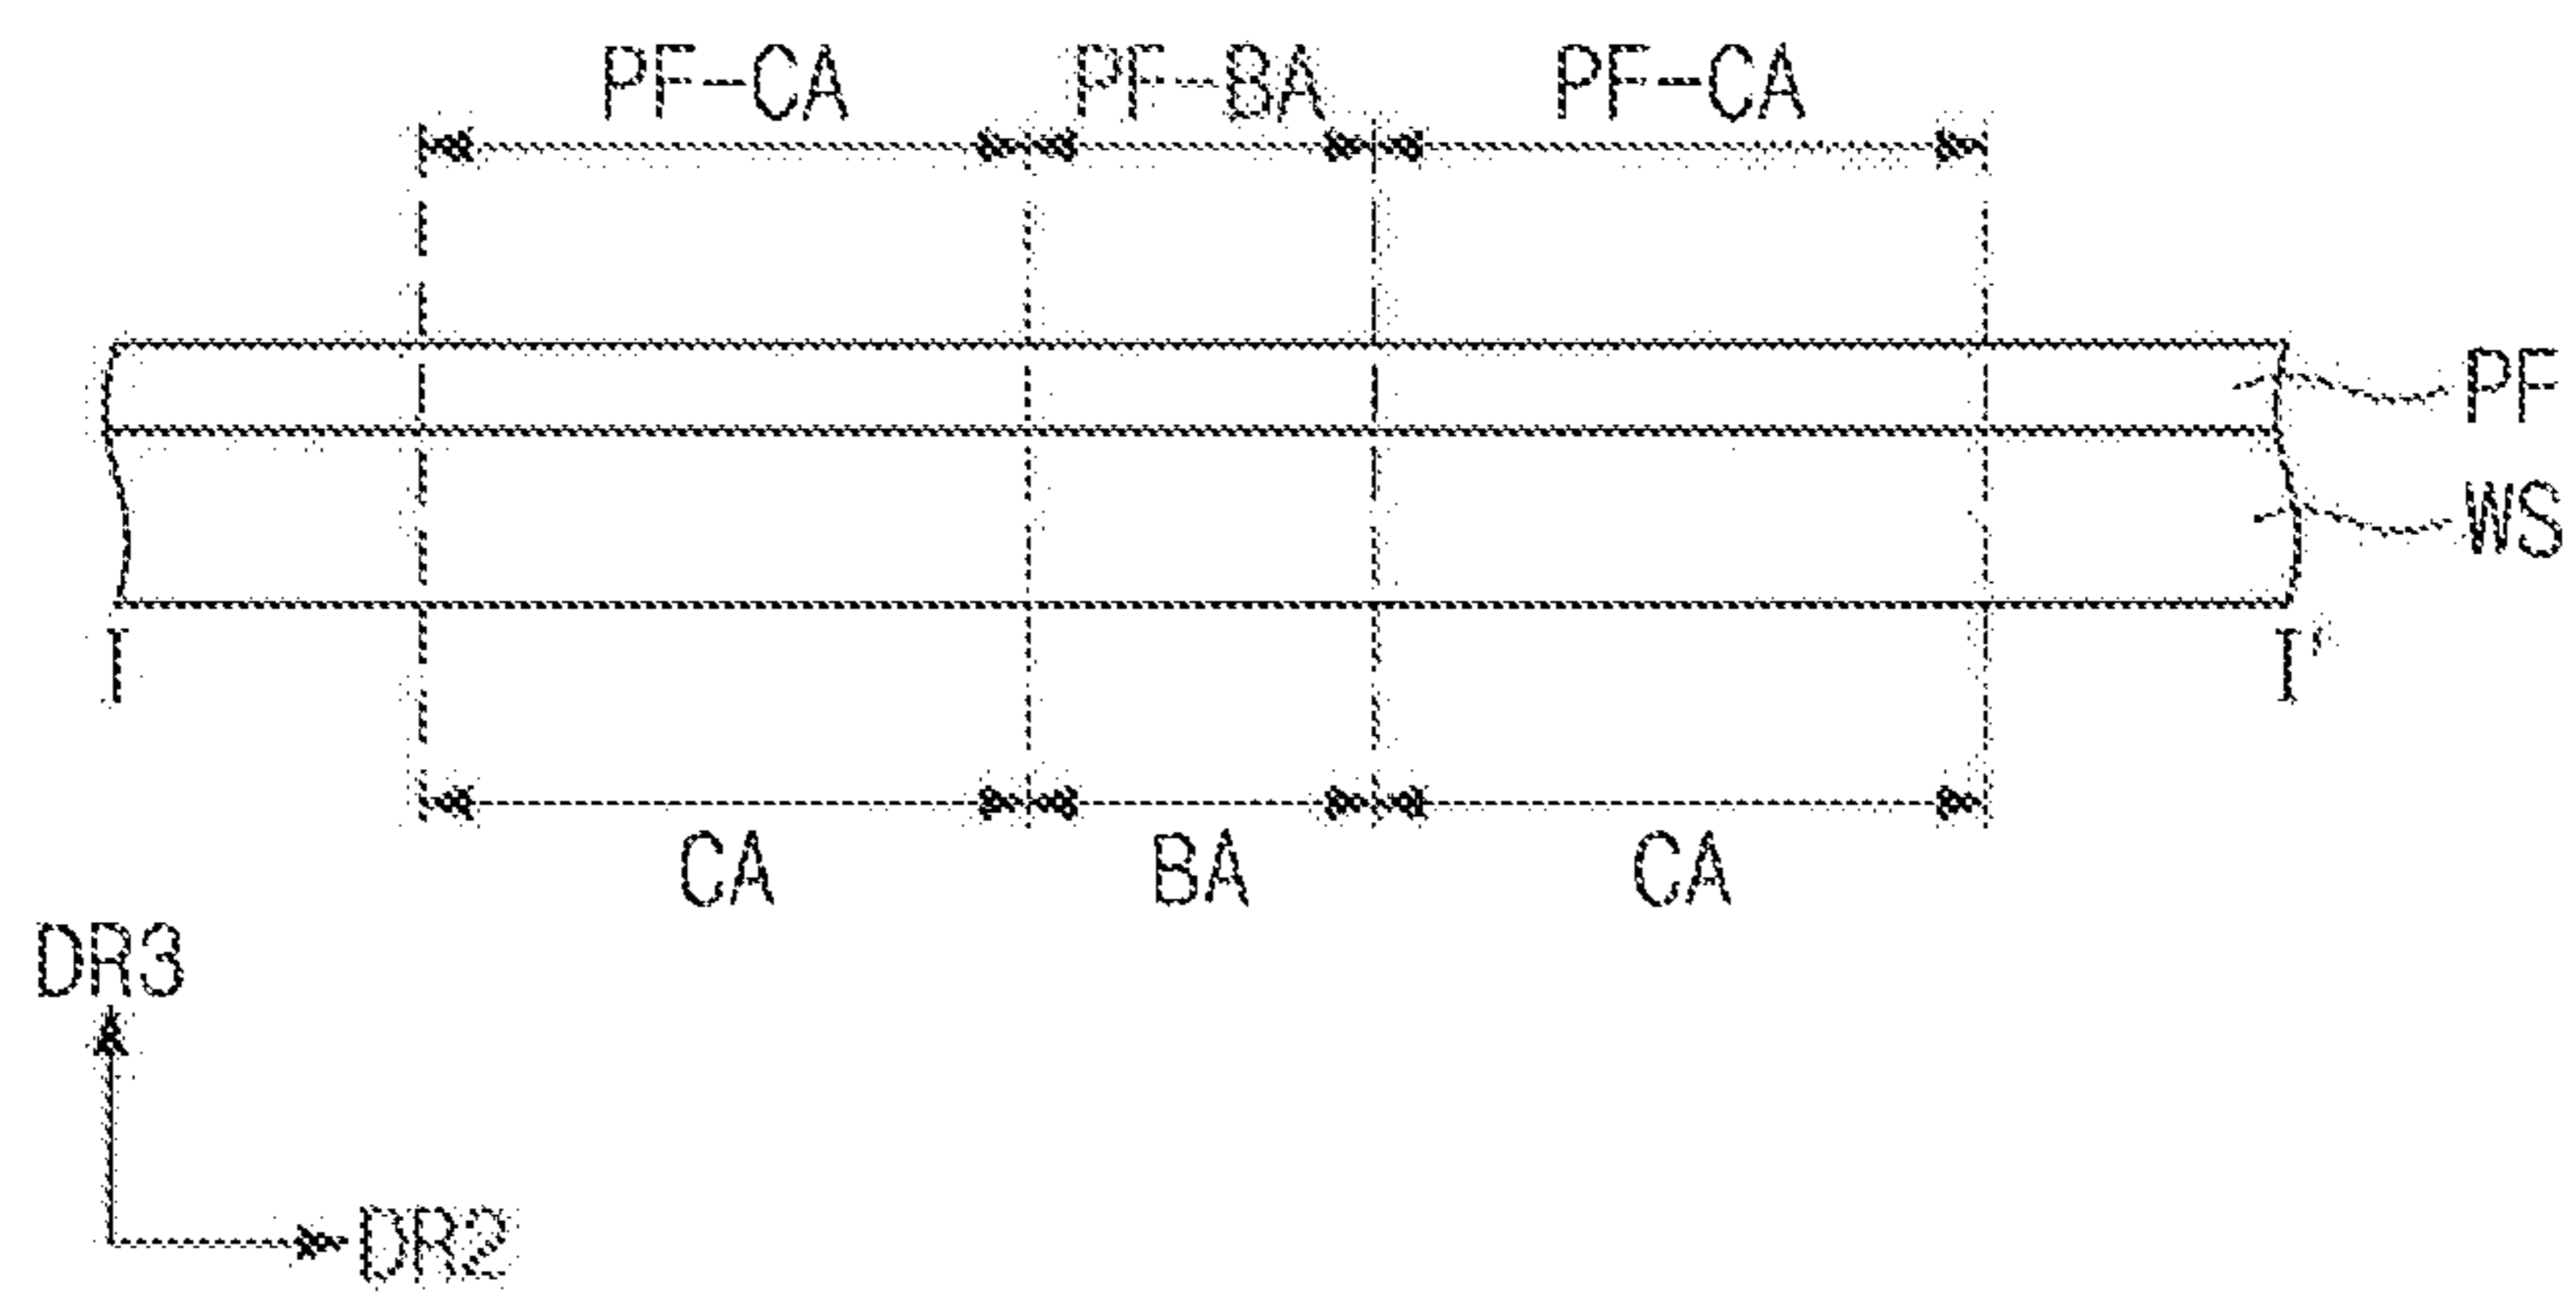 PF-CA PF-BA PF-CA
PF
WS
I I'
CA BA CA
DR3
DR2